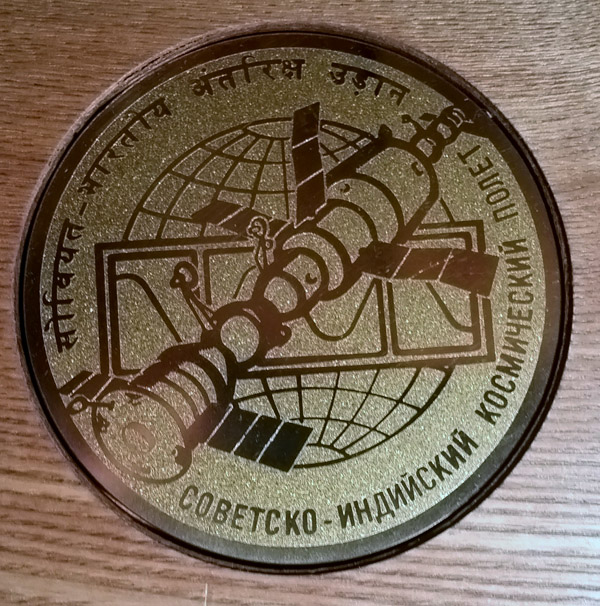 सोवियत-भारतीय अंतरिक्ष उड़ान
СОВЕТСКО-ИНДИЙСКИЙ КОСМИЧЕСКИЙ ПОЛЕТ